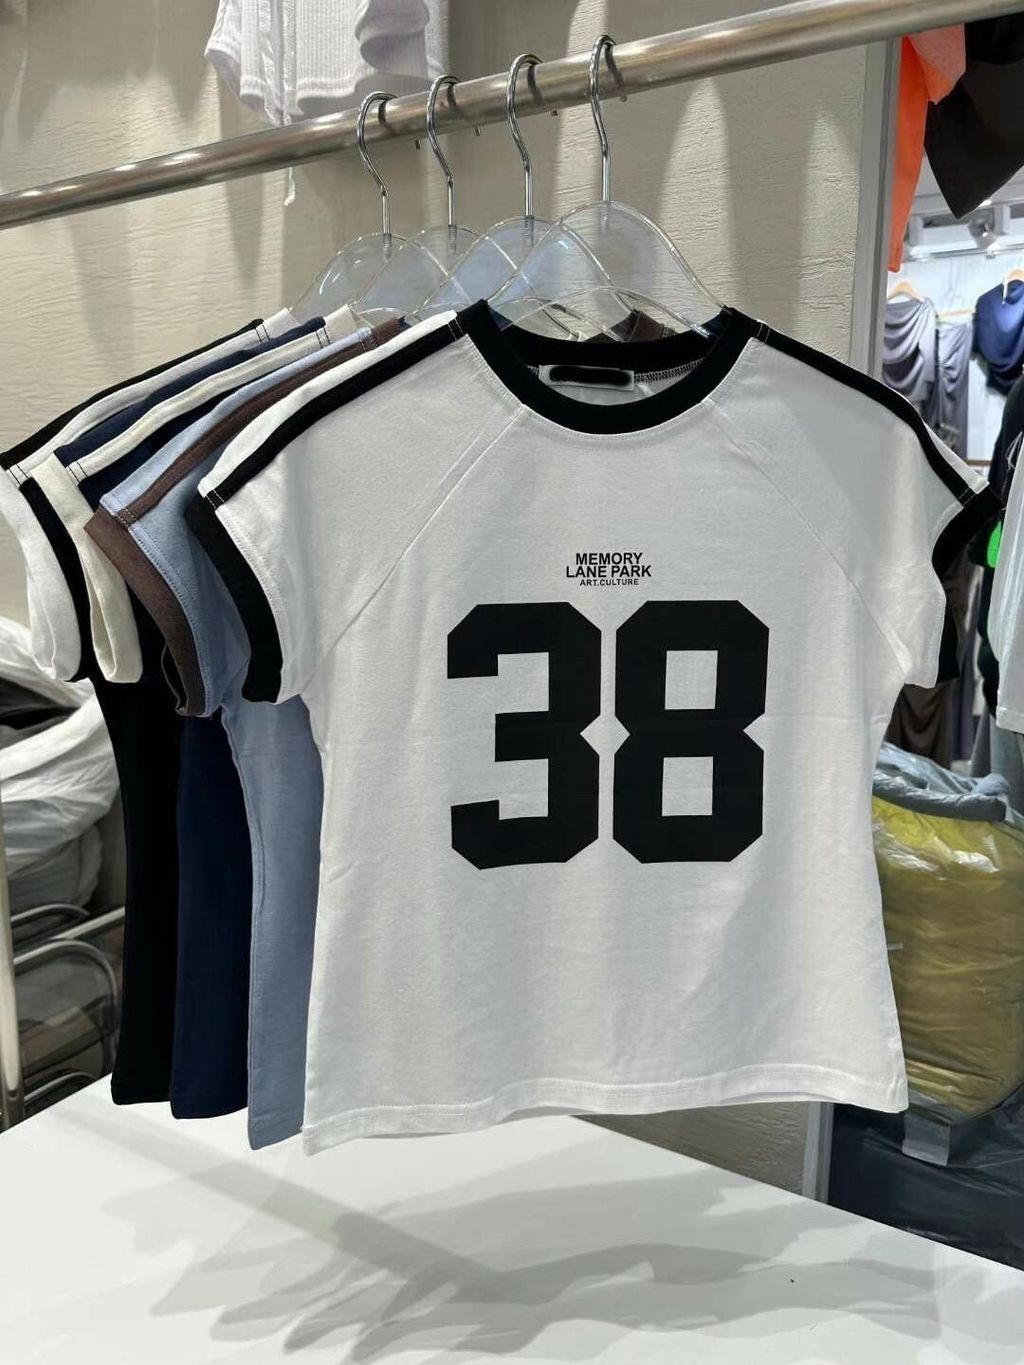 MEMORY
LANE PARK
ART.CULTURE
38